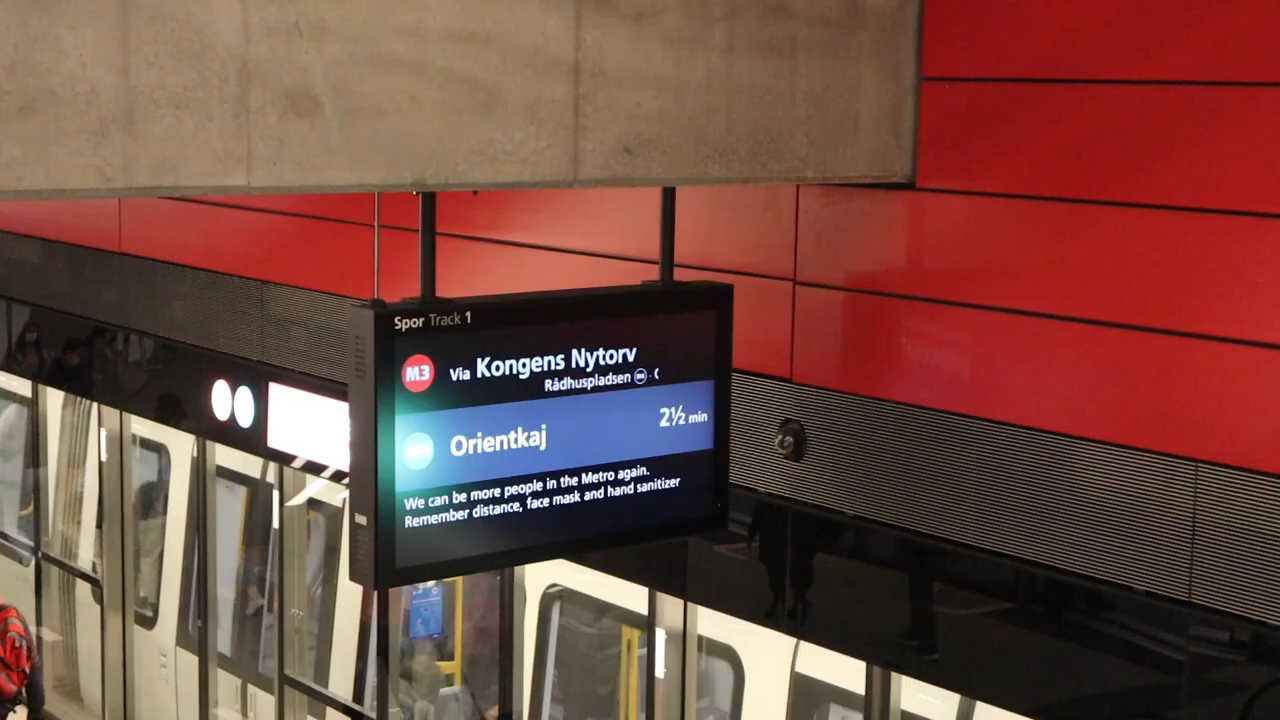 Spor Track 1
M3 Via Kongens Nytorv
Rådhuspladsen
2½ min
Orientkaj
We can be more people in the Metro again.
Remember distance, face mask and hand sanitizer